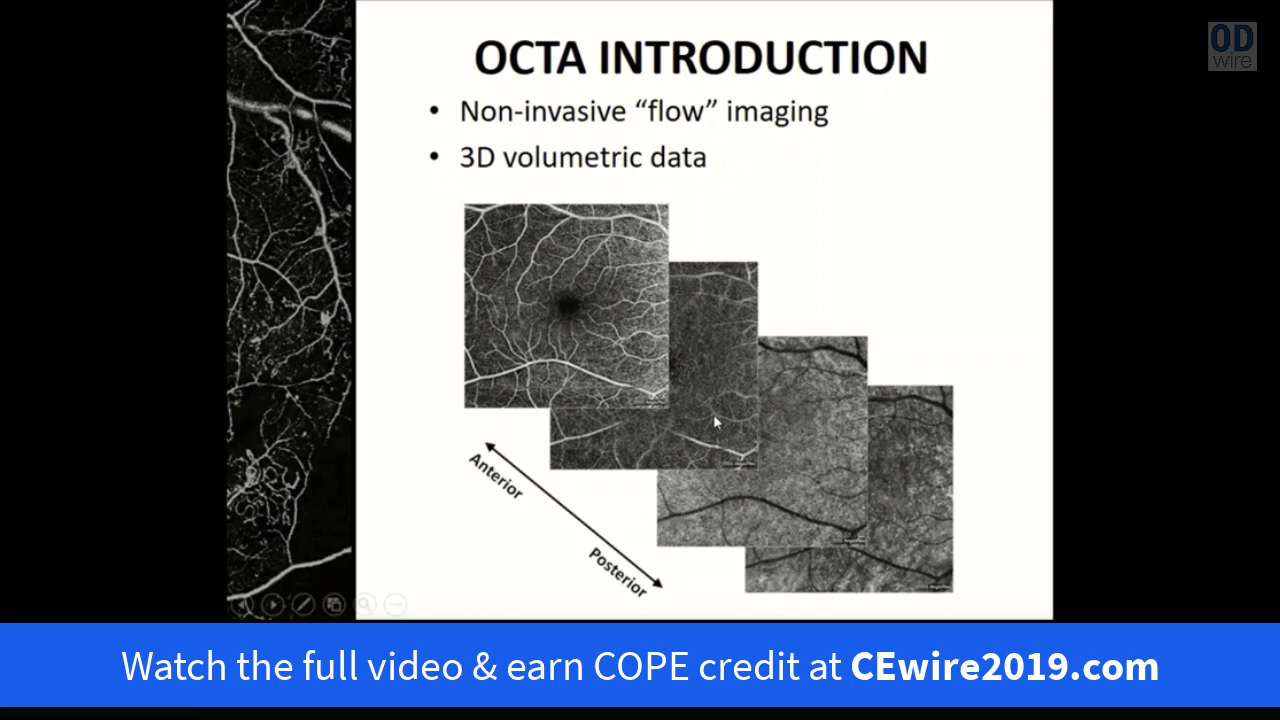 OD
wire
OCTA INTRODUCTION
• Non-invasive “flow” imaging
• 3D volumetric data
Anterior
Posterior
Watch the full video & earn COPE credit at CEwire2019.com